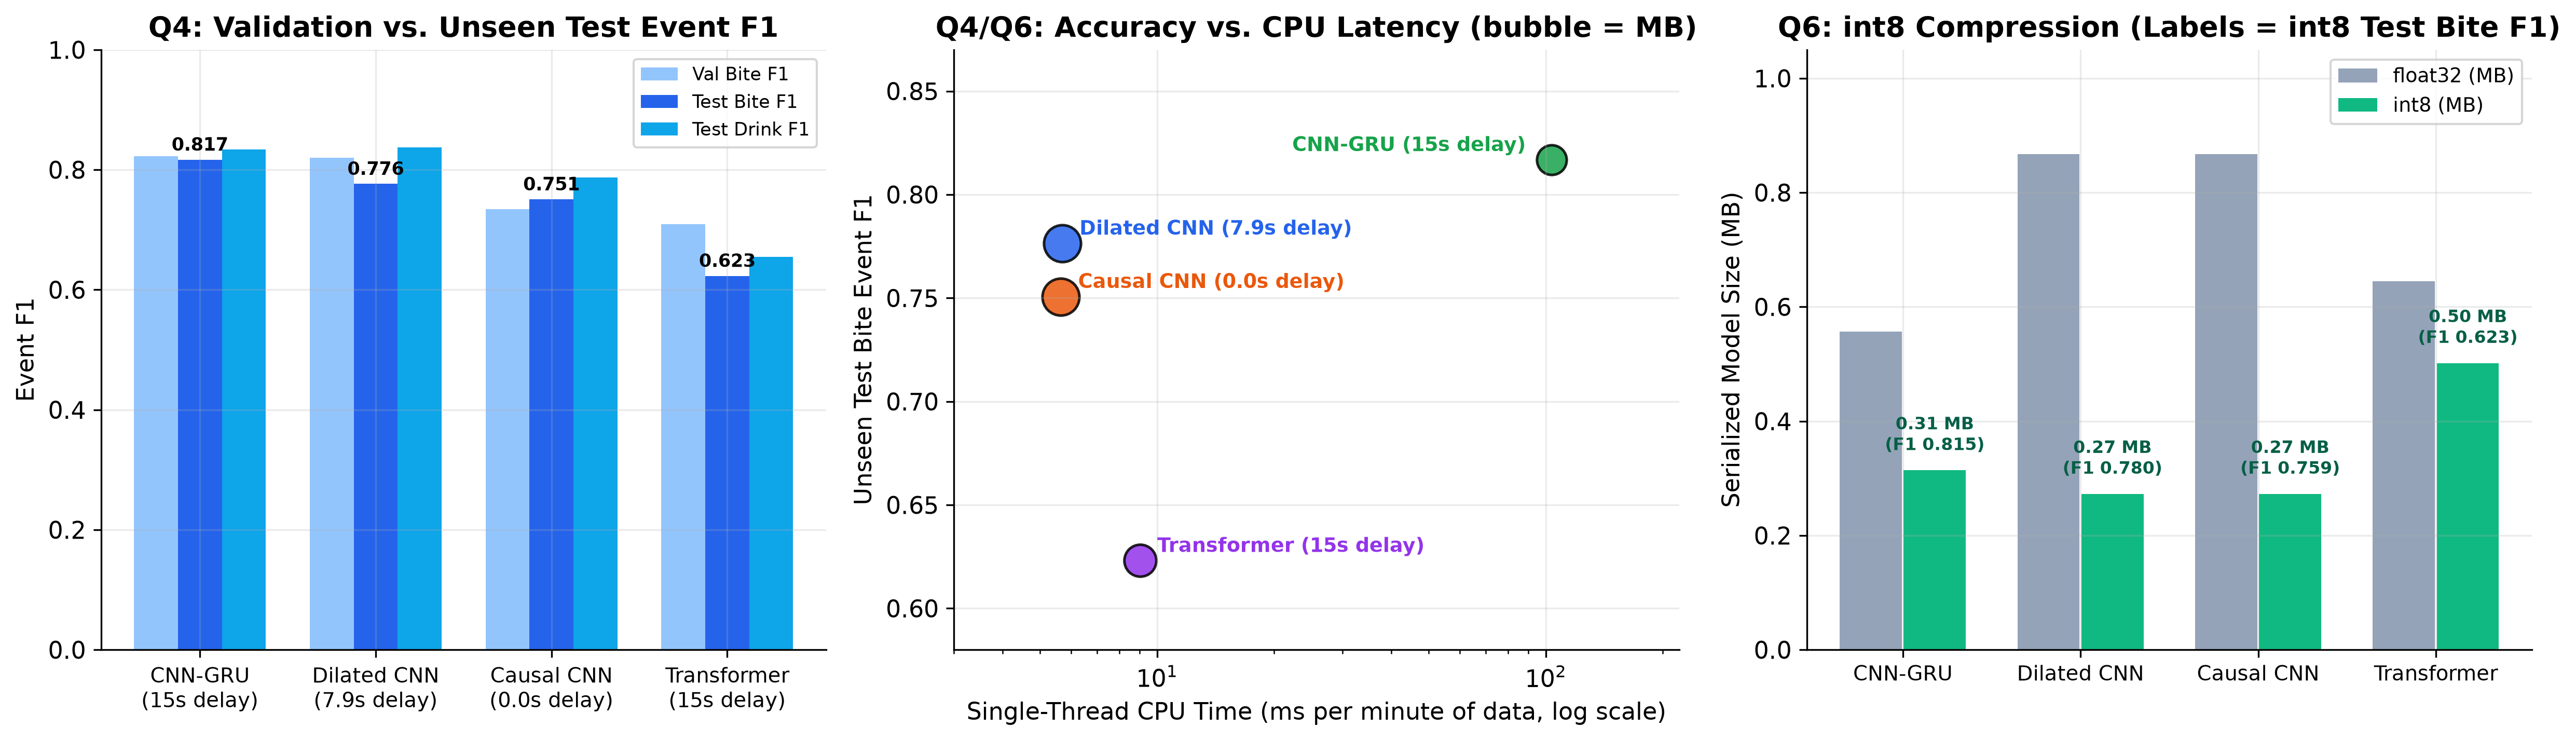 Q4: Validation vs. Unseen Test Event F1
Val Bite F1
Test Bite F1
Test Drink F1
Event F1
1.0
0.8
0.6
0.4
0.2
0.0
0.817
0.776
0.751
0.623
CNN-GRU
(15s delay)
Dilated CNN
(7.9s delay)
Causal CNN
(0.0s delay)
Transformer
(15s delay)
Q4/Q6: Accuracy vs. CPU Latency (bubble = MB)
Unseen Test Bite Event F1
0.85
0.80
0.75
0.70
0.65
0.60
CNN-GRU (15s delay)
Dilated CNN (7.9s delay)
Causal CNN (0.0s delay)
Transformer (15s delay)
10¹
10²
Single-Thread CPU Time (ms per minute of data, log scale)
Q6: int8 Compression (Labels = int8 Test Bite F1)
float32 (MB)
int8 (MB)
Serialized Model Size (MB)
1.0
0.8
0.6
0.4
0.2
0.0
0.31 MB
(F1 0.815)
0.27 MB
(F1 0.780)
0.27 MB
(F1 0.759)
0.50 MB
(F1 0.623)
CNN-GRU
Dilated CNN
Causal CNN
Transformer